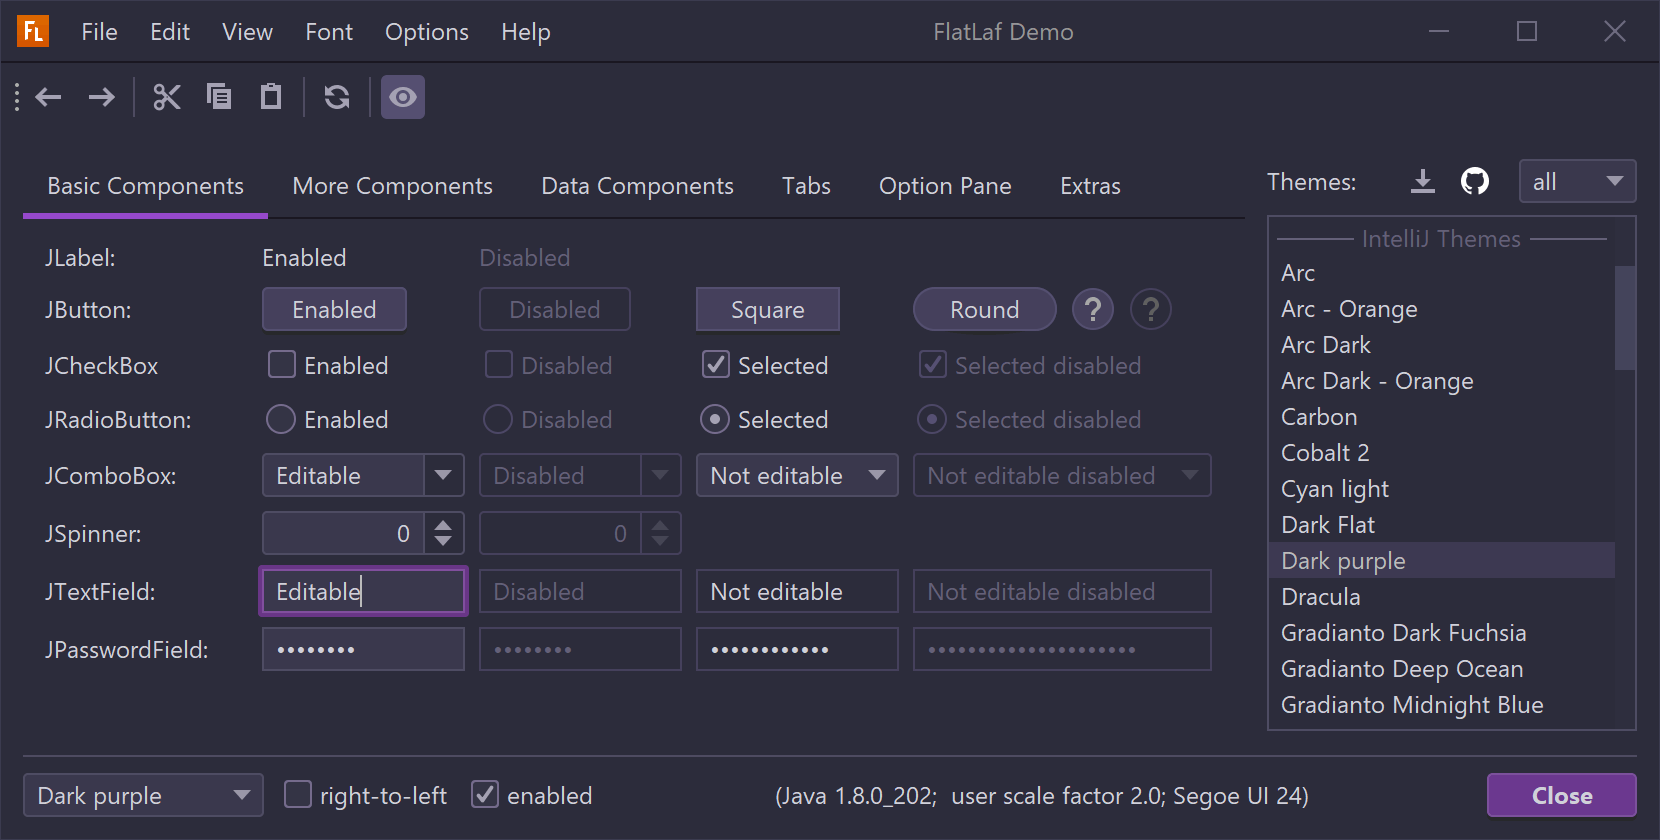 FL File Edit View Font Options Help FlatLaf Demo
Basic Components More Components Data Components Tabs Option Pane Extras
JLabel: Enabled Disabled
JButton: Enabled Disabled Square Round ? ?
JCheckBox Enabled Disabled Selected Selected disabled
JRadioButton: Enabled Disabled Selected Selected disabled
JComboBox: Editable Disabled Not editable Not editable disabled
JSpinner: 0 0
JTextField: Editable Disabled Not editable Not editable disabled
JPasswordField: •••••••• •••••••• •••••••••••• •••••••••••••••••••••
Themes: all
IntelliJ Themes
Arc
Arc - Orange
Arc Dark
Arc Dark - Orange
Carbon
Cobalt 2
Cyan light
Dark Flat
Dark purple
Dracula
Gradianto Dark Fuchsia
Gradianto Deep Ocean
Gradianto Midnight Blue
Dark purple right-to-left enabled (Java 1.8.0_202; user scale factor 2.0; Segoe UI 24) Close